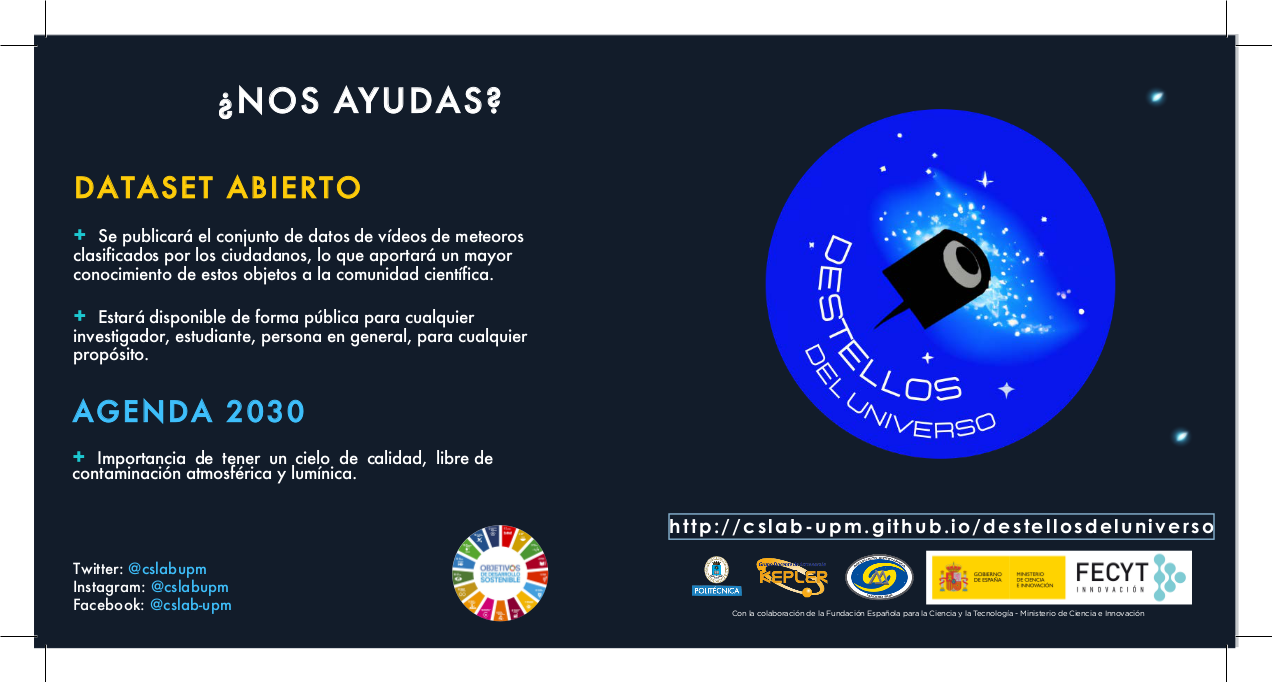 ¿NOS AYUDAS?
DATASET ABIERTO
+ Se publicará el conjunto de datos de vídeos de meteoros
clasificados por los ciudadanos, lo que aportará un mayor
conocimiento de estos objetos a la comunidad científica.
+ Estará disponible de forma pública para cualquier
investigador, estudiante, persona en general, para cualquier
propósito.
AGENDA 2030
+ Importancia de tener un cielo de calidad, libre de
contaminación atmosférica y lumínica.
Twitter: @cslabupm
Instagram: @cslabupm
Facebook: @cslab-upm
OBJETIVOS
DE DESARROLLO
SOSTENIBLE
DESTELLOS
DEL UNIVERSO
http://cslab-upm.github.io/destellosdeluniverso
POLITÉCNICA
KEPLER
GOBIERNO
DE ESPAÑA
MINISTERIO
DE CIENCIA
E INNOVACIÓN
FECYT
INNOVACIÓN
Con la colaboración de la Fundación Española para la Ciencia y la Tecnología - Ministerio de Ciencia e Innovación